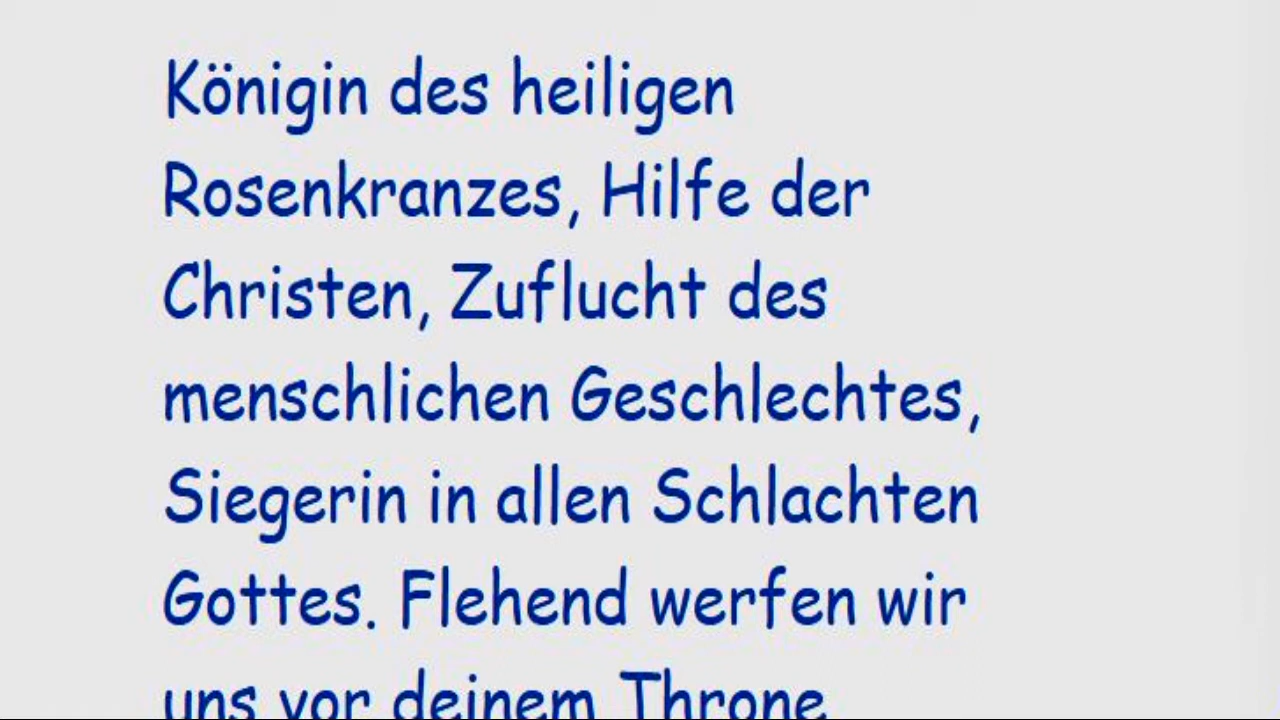 Königin des heiligen
Rosenkranzes, Hilfe der
Christen, Zuflucht des
menschlichen Geschlechtes,
Siegerin in allen Schlachten
Gottes. Flehend werfen wir
uns vor deinem Throne